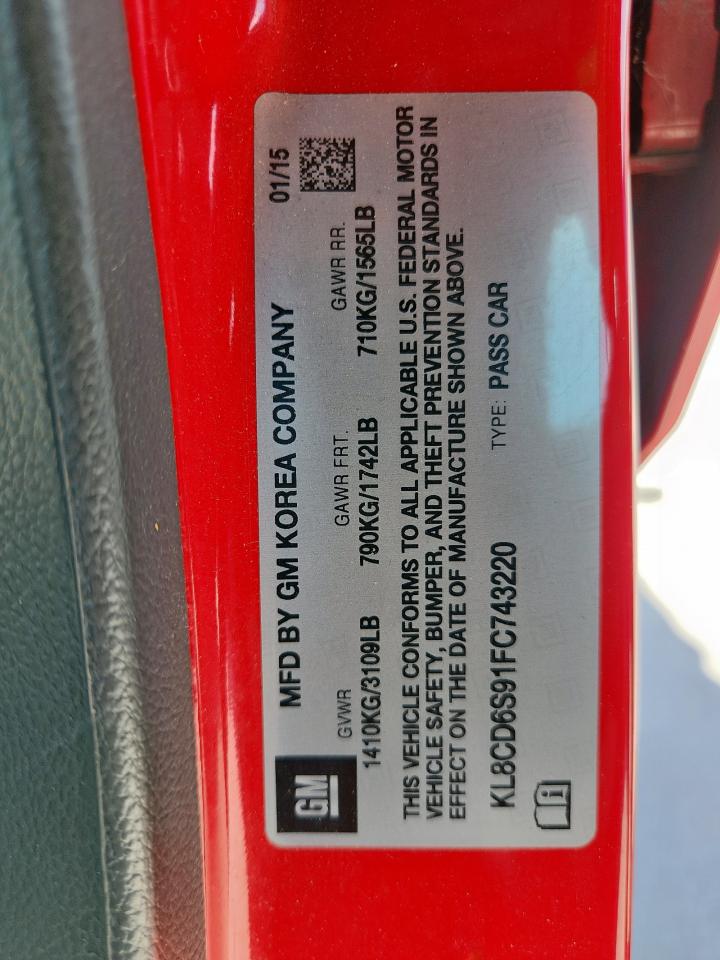 GM
MFD BY GM KOREA COMPANY
01/15
GVWR
GAWR FRT.
GAWR RR.
1410KG/3109LB
790KG/1742LB
710KG/1565LB
THIS VEHICLE CONFORMS TO ALL APPLICABLE U.S. FEDERAL MOTOR
VEHICLE SAFETY, BUMPER, AND THEFT PREVENTION STANDARDS IN
EFFECT ON THE DATE OF MANUFACTURE SHOWN ABOVE.
KL8CD6S91FC743220
TYPE: PASS CAR
i